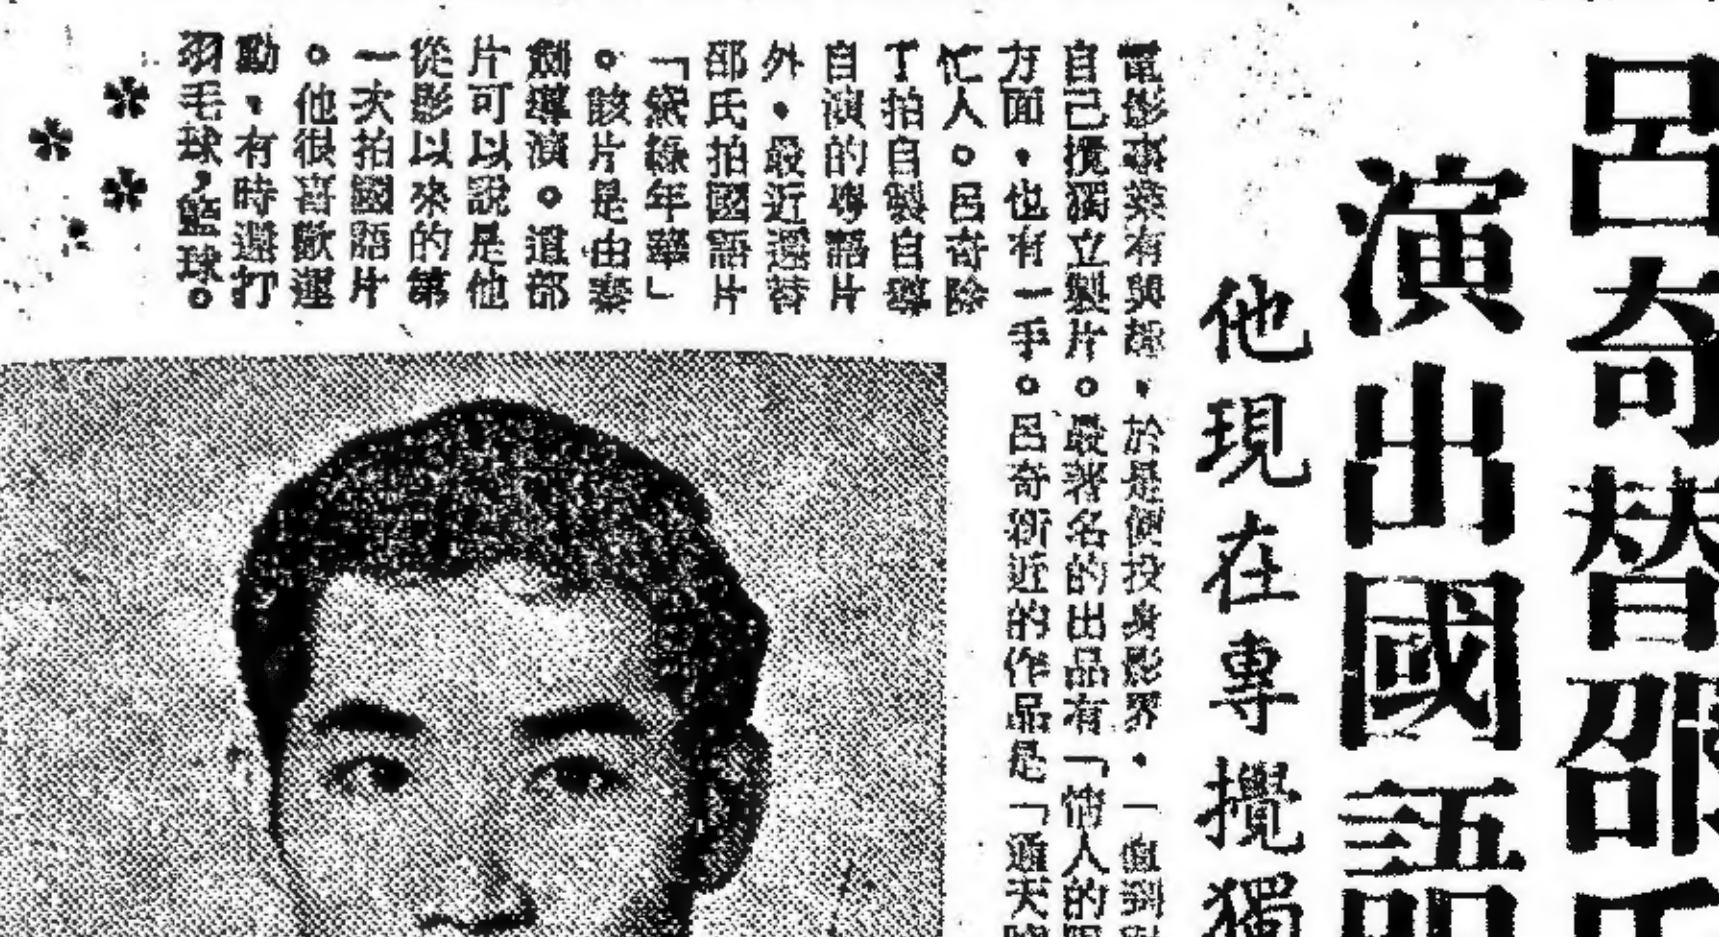 呂奇替邵氏
演出國語
他現在專攪獨
電影事業有興趣，於是便投身影界，一直到
自己攪獨立製片。最著名的出品有「情人的眼
方面，也有一手。呂奇新近的作品是「通天
忙人。呂奇除
了拍自製自導
自演的粵語片
外，最近還替
邵氏拍國語片
「黛綠年華」
。該片是由秦
劍導演。這部
片可以說是他
從影以來的第
一次拍國語片
。他很喜歡運
動，有時還打
羽毛球，籃球。